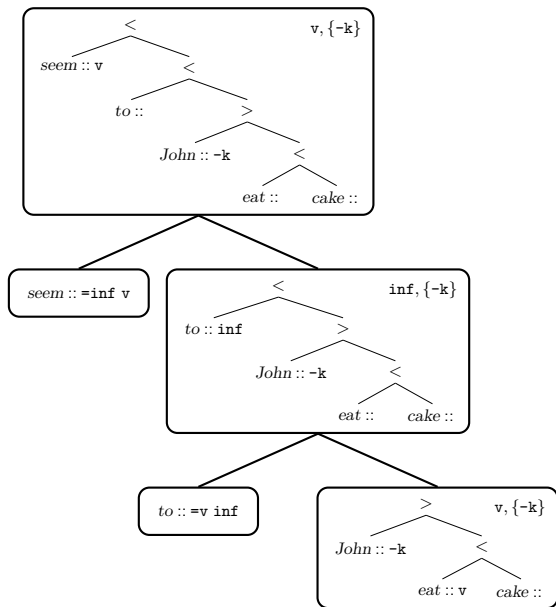 < v, {-k}
seem :: v <
to :: >
John :: -k <
eat :: cake ::
seem :: =inf v
< inf, {-k}
to :: inf >
John :: -k <
eat :: cake ::
to :: =v inf
> v, {-k}
John :: -k <
eat :: v cake ::